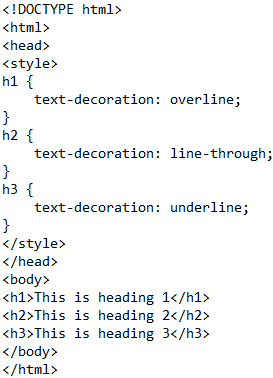 <!DOCTYPE html>
<html>
<head>
<style>
h1 {
    text-decoration: overline;
}
h2 {
    text-decoration: line-through;
}
h3 {
    text-decoration: underline;
}
</style>
</head>
<body>
<h1>This is heading 1</h1>
<h2>This is heading 2</h2>
<h3>This is heading 3</h3>
</body>
</html>